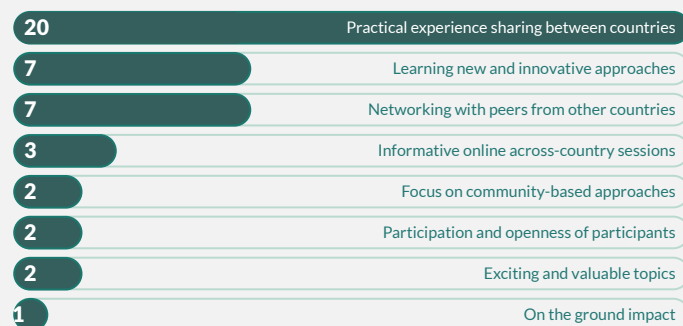 20 Practical experience sharing between countries
7 Learning new and innovative approaches
7 Networking with peers from other countries
3 Informative online across-country sessions
2 Focus on community-based approaches
2 Participation and openness of participants
2 Exciting and valuable topics
1 On the ground impact